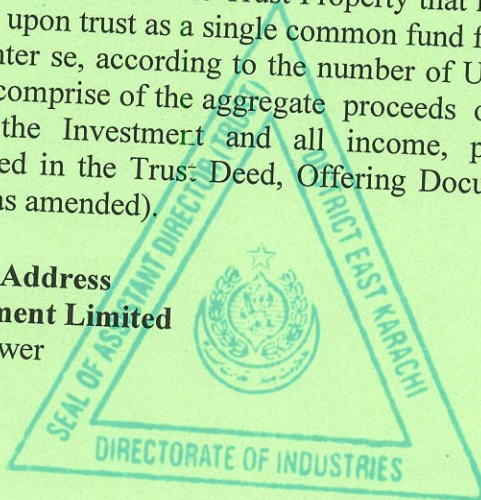 Trust Property that
upon trust as a single common fund f
nter se, according to the number of U
comprise of the aggregate proceeds o
the Investment and all income, p
ed in the Trust Deed, Offering Docu
as amended).
Address
ment Limited
wer
SEAL OF ASSISTANT DIRECTOR (TRUST)
DISTRICT EAST KARACHI
DIRECTORATE OF INDUSTRIES